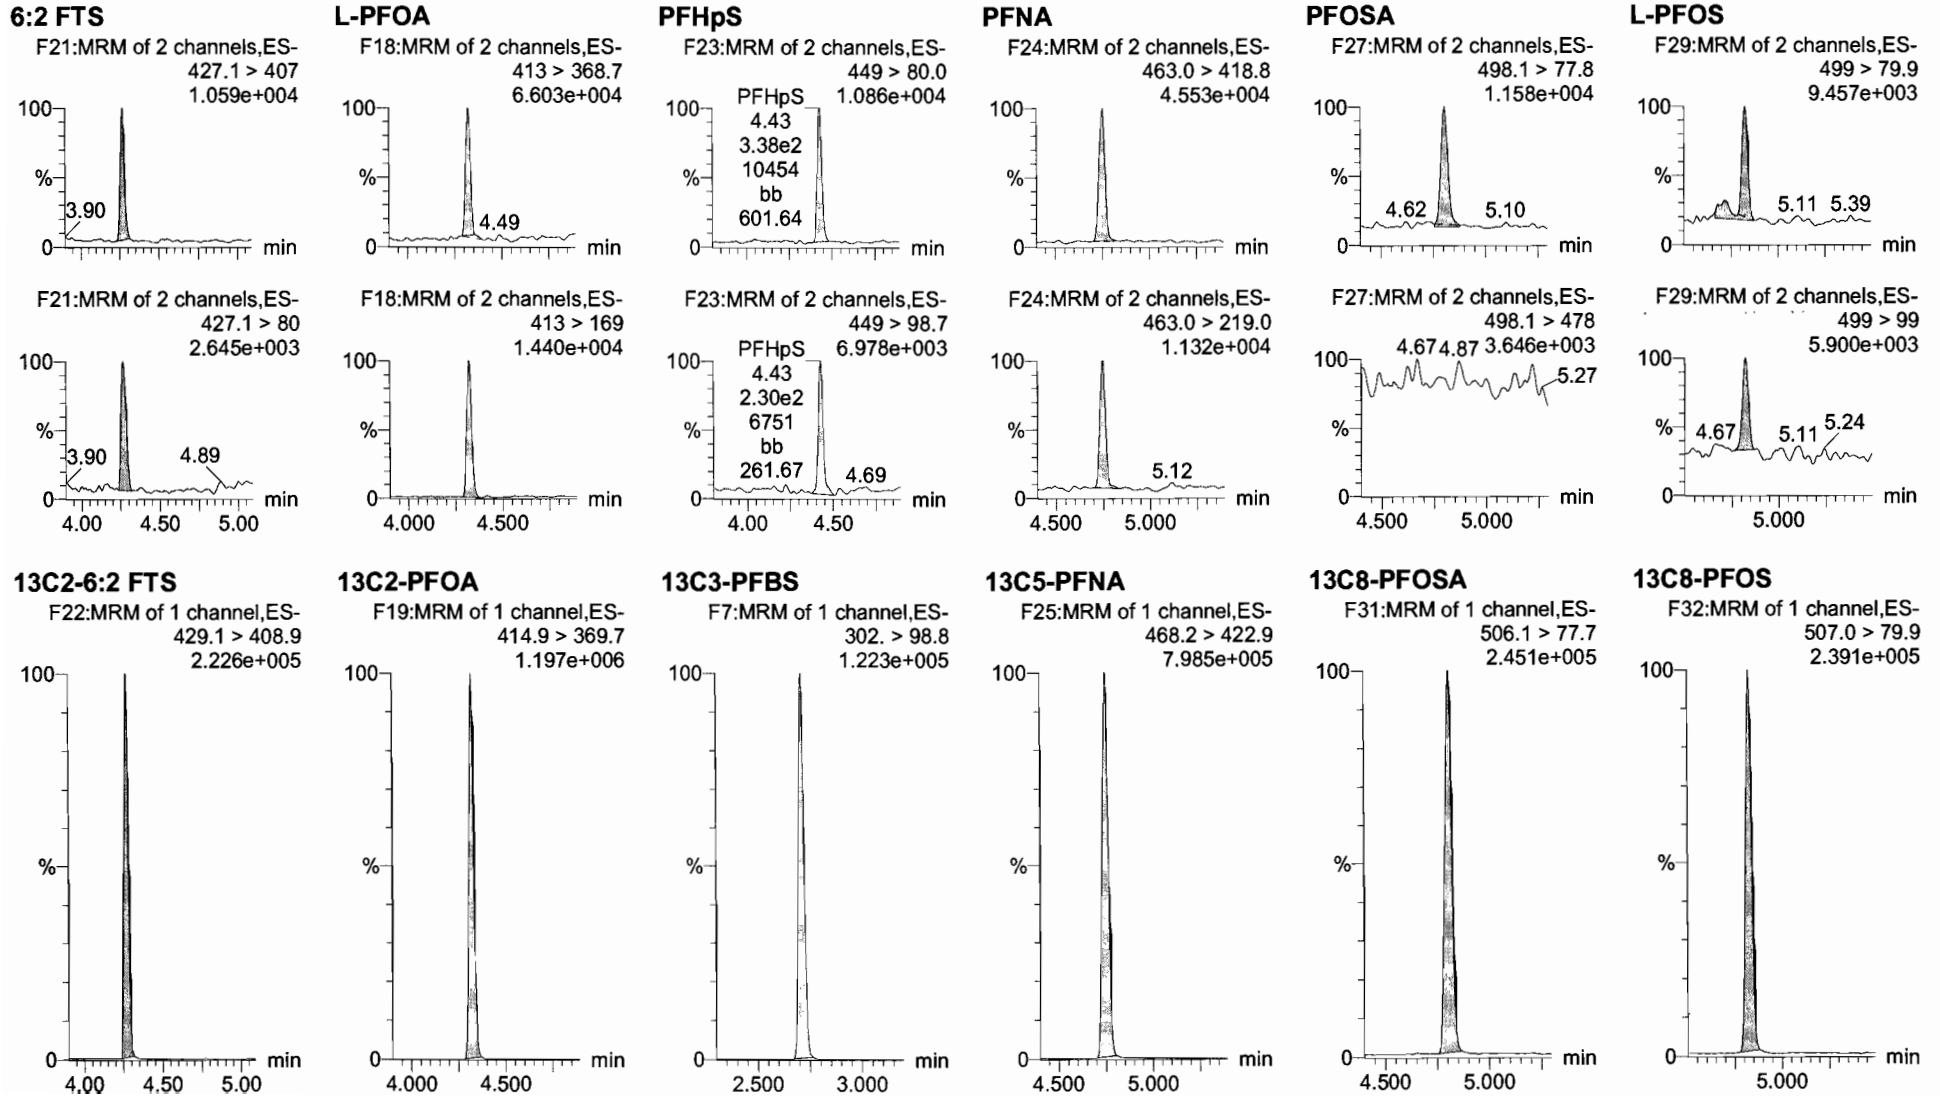 6:2 FTS
F21:MRM of 2 channels,ES-
427.1 > 407
1.059e+004
100
%
3.90
0
min
F21:MRM of 2 channels,ES-
427.1 > 80
2.645e+003
100
%
3.90
4.89
0
min
4.00 4.50 5.00
13C2-6:2 FTS
F22:MRM of 1 channel,ES-
429.1 > 408.9
2.226e+005
100
%
0
min
4.00 4.50 5.00
L-PFOA
F18:MRM of 2 channels,ES-
413 > 368.7
6.603e+004
100
%
4.49
0
min
F18:MRM of 2 channels,ES-
413 > 169
1.440e+004
100
%
0
min
4.000 4.500
13C2-PFOA
F19:MRM of 1 channel,ES-
414.9 > 369.7
1.197e+006
100
%
0
min
4.000 4.500
PFHpS
F23:MRM of 2 channels,ES-
449 > 80.0
1.086e+004
100
PFHpS
4.43
3.38e2
10454
bb
601.64
%
0
min
F23:MRM of 2 channels,ES-
449 > 98.7
6.978e+003
100
PFHpS
4.43
2.30e2
6751
bb
261.67
%
4.69
0
min
4.00 4.50
13C3-PFBS
F7:MRM of 1 channel,ES-
302. > 98.8
1.223e+005
100
%
0
min
2.500 3.000
PFNA
F24:MRM of 2 channels,ES-
463.0 > 418.8
4.553e+004
100
%
0
min
F24:MRM of 2 channels,ES-
463.0 > 219.0
1.132e+004
100
%
5.12
0
min
4.500 5.000
13C5-PFNA
F25:MRM of 1 channel,ES-
468.2 > 422.9
7.985e+005
100
%
0
min
4.500 5.000
PFOSA
F27:MRM of 2 channels,ES-
498.1 > 77.8
1.158e+004
100
%
4.62
5.10
0
min
F27:MRM of 2 channels,ES-
498.1 > 478
3.646e+003
100
4.67 4.87
5.27
%
0
min
4.500 5.000
13C8-PFOSA
F31:MRM of 1 channel,ES-
506.1 > 77.7
2.451e+005
100
%
0
min
4.500 5.000
L-PFOS
F29:MRM of 2 channels,ES-
499 > 79.9
9.457e+003
100
%
5.11 5.39
0
min
F29:MRM of 2 channels,ES-
499 > 99
5.900e+003
100
%
4.67
5.11
5.24
0
min
5.000
13C8-PFOS
F32:MRM of 1 channel,ES-
507.0 > 79.9
2.391e+005
100
%
0
min
5.000